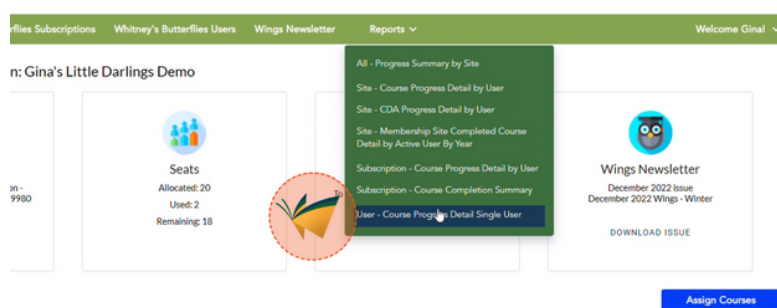 rflies Subscriptions Whitney's Butterflies Users Wings Newsletter Reports Welcome Gina!
n: Gina's Little Darlings Demo
All - Progress Summary by Site
Site - Course Progress Detail by User
Site - CDA Progress Detail by User
Site - Membership Site Completed Course
Detail by Active User By Year
Subscription - Course Progress Detail by User
Subscription - Course Completion Summary
User - Course Progress Detail Single User
on -
9980
Seats
Allocated: 20
Used: 2
Remaining: 18
To
Wings Newsletter
December 2022 Issue
December 2022 Wings - Winter
DOWNLOAD ISSUE
Assign Courses